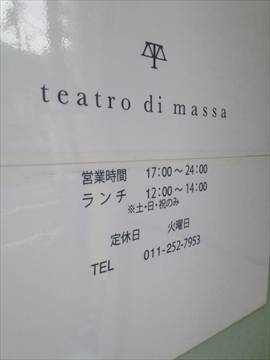 teatro di massa
営業時間 17:00〜24:00
ランチ 12:00〜14:00
※土・日・祝のみ
定休日 火曜日
TEL 011-252-7953